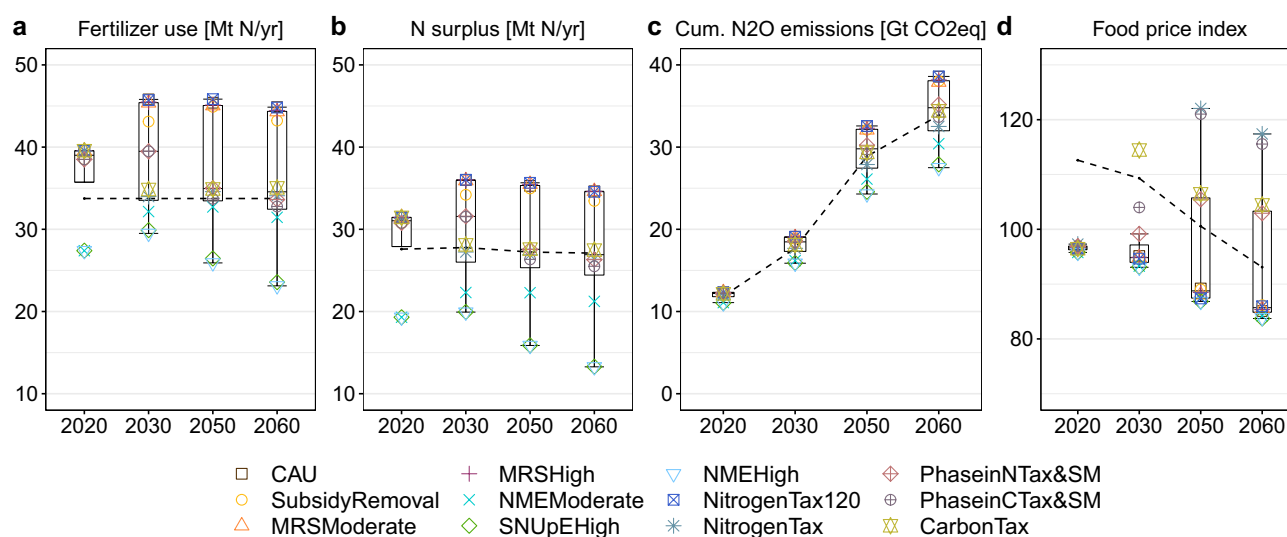 a Fertilizer use [Mt N/yr] b N surplus [Mt N/yr] c Cum. N2O emissions [Gt CO2eq] d Food price index
50 50 40 120
40 40 30
30 30 20 100
20 20 10 80
10 10 0
2020 2030 2050 2060 2020 2030 2050 2060 2020 2030 2050 2060 2020 2030 2050 2060
CAU MRSHigh NMEHigh PhaseinNTax&SM
SubsidyRemoval NMEModerate NitrogenTax120 PhaseinCTax&SM
MRSModerate SNUpEHigh NitrogenTax CarbonTax